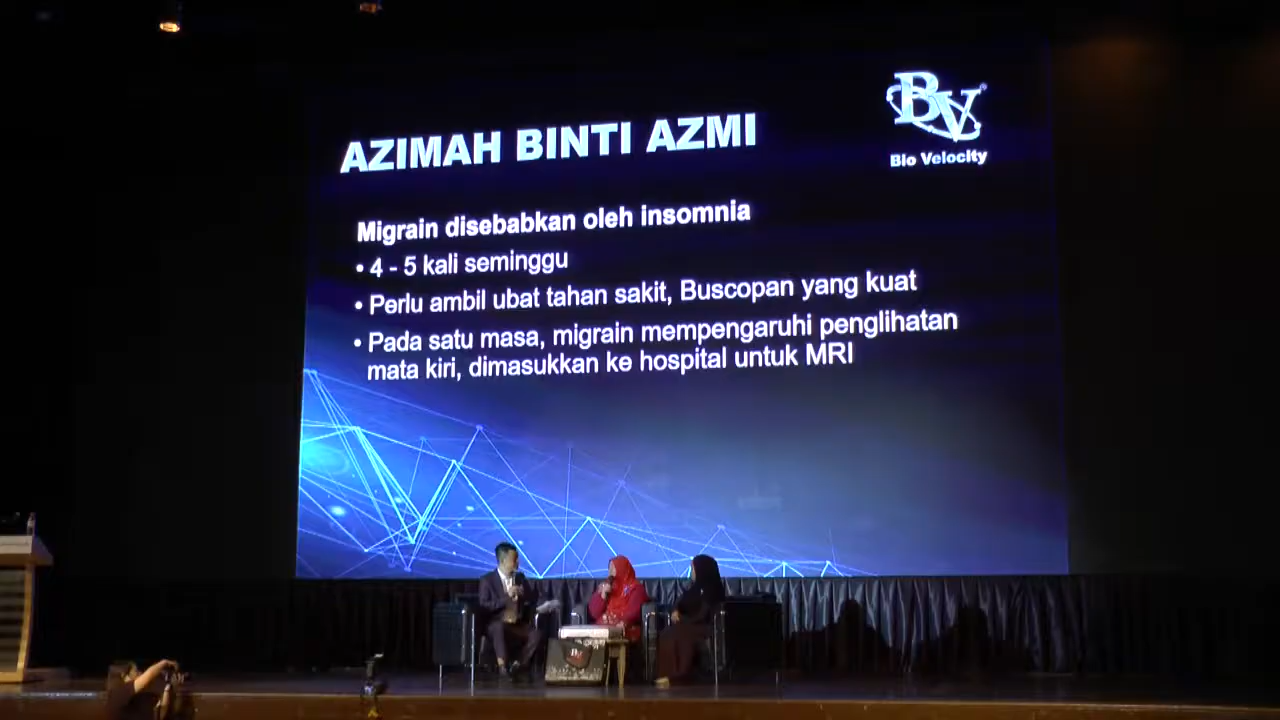 BV
Bio Velocity
AZIMAH BINTI AZMI
Migrain disebabkan oleh insomnia
• 4 - 5 kali seminggu
• Perlu ambil ubat tahan sakit, Buscopan yang kuat
• Pada satu masa, migrain mempengaruhi penglihatan
mata kiri, dimasukkan ke hospital untuk MRI